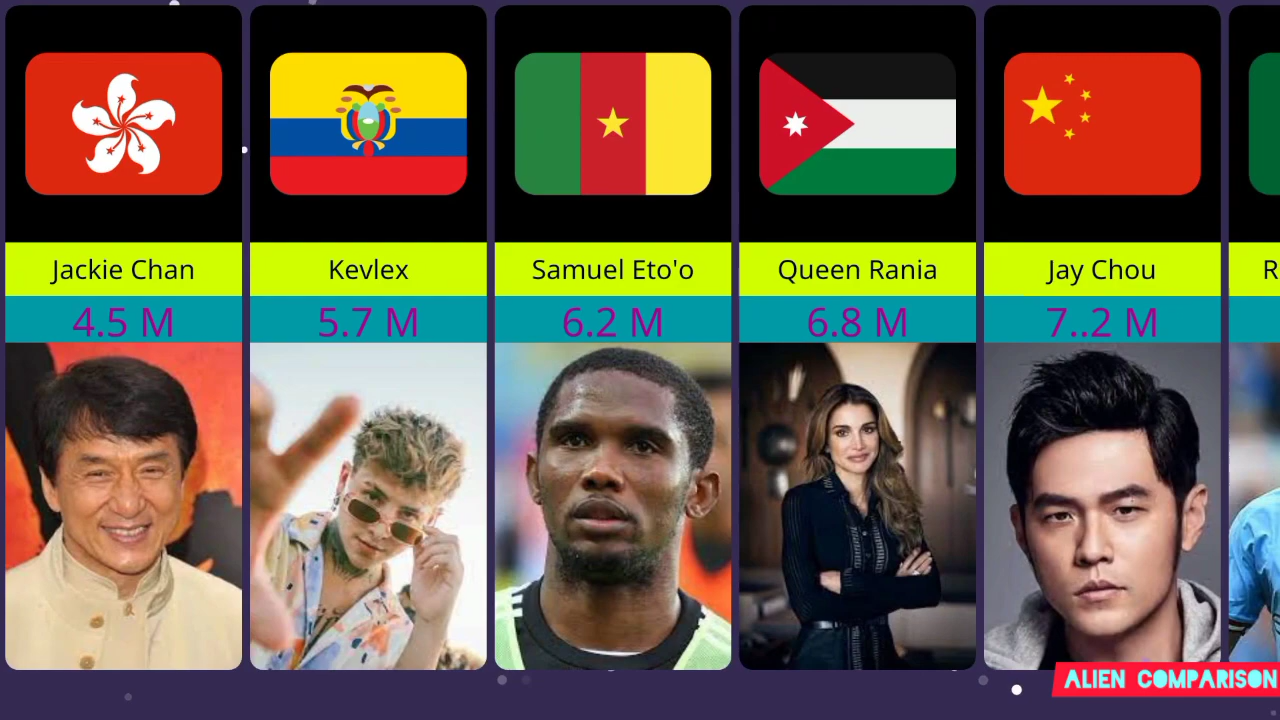 Jackie Chan
4.5 M
Kevlex
5.7 M
Samuel Eto'o
6.2 M
Queen Rania
6.8 M
Jay Chou
7..2 M
R
ALIEN COMPARISON